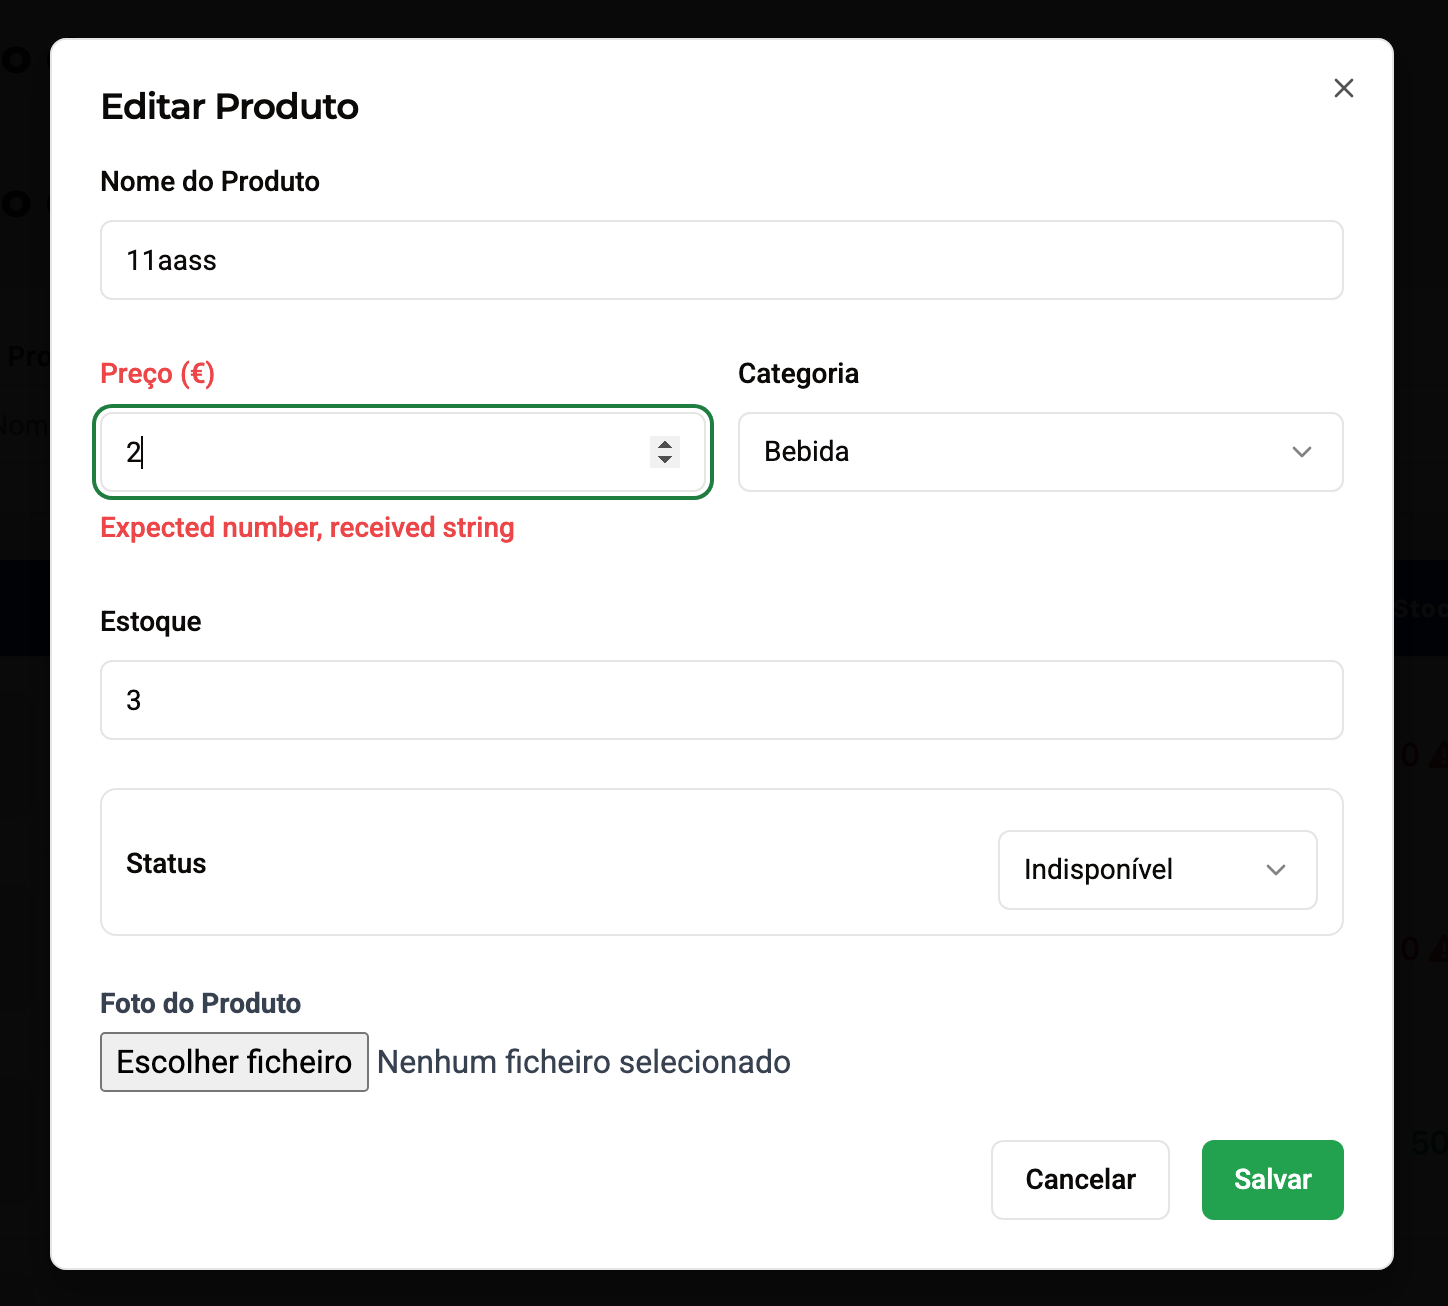 Editar Produto
Nome do Produto
11aass
Preço (€)
Categoria
2
Bebida
Expected number, received string
Estoque
3
Status
Indisponível
Foto do Produto
Escolher ficheiro Nenhum ficheiro selecionado
Cancelar
Salvar